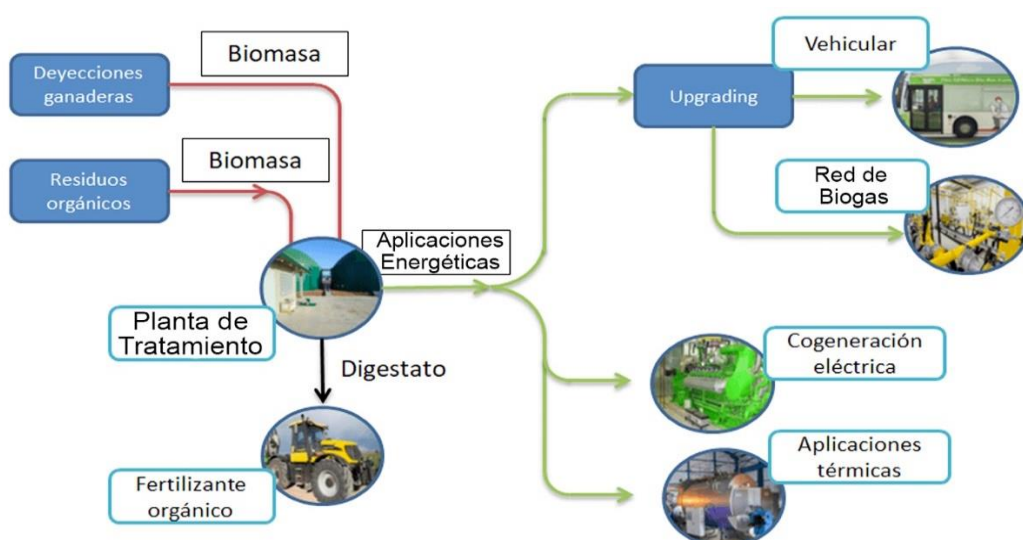 Biomasa
Deyecciones
ganaderas
Biomasa
Residuos
orgánicos
Aplicaciones
Energéticas
Planta de
Tratamiento
Digestato
Fertilizante
orgánico
Upgrading
Vehicular
Red de
Biogas
Cogeneración
eléctrica
Aplicaciones
térmicas